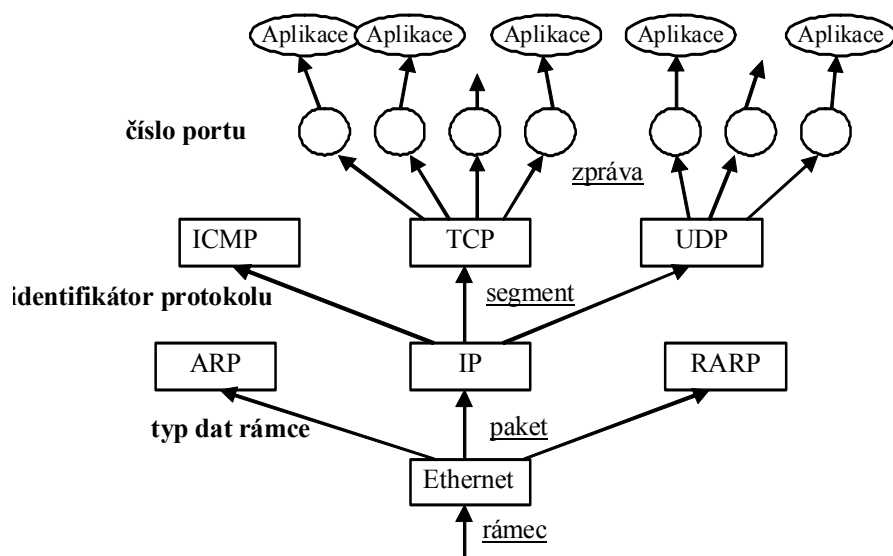 Aplikace Aplikace Aplikace Aplikace Aplikace
číslo portu
zpráva
ICMP TCP UDP
identifikátor protokolu segment
ARP IP RARP
typ dat rámce paket
Ethernet
rámec